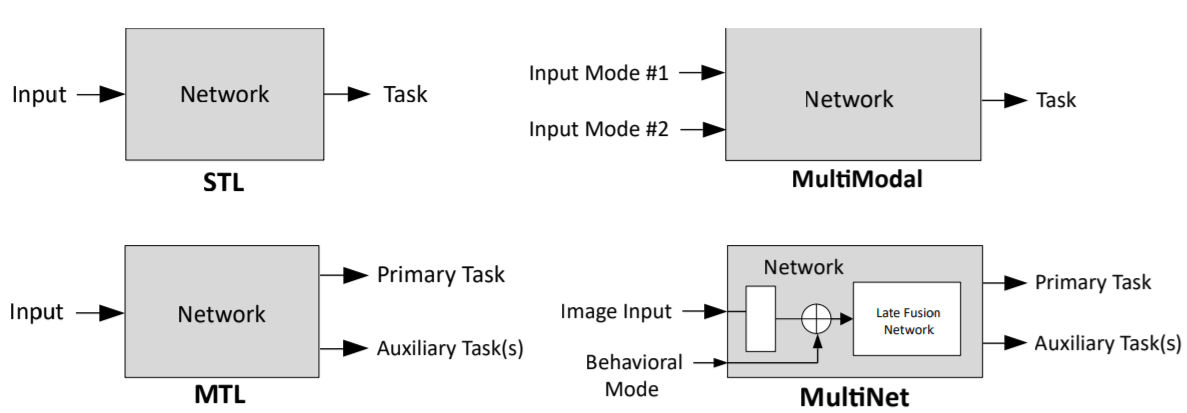 Input
Network
Task
STL
Input Mode #1
Input Mode #2
Network
Task
MultiModal
Input
Network
Primary Task
Auxiliary Task(s)
MTL
Network
Image Input
Behavioral
Mode
Late Fusion
Network
Primary Task
Auxiliary Task(s)
MultiNet